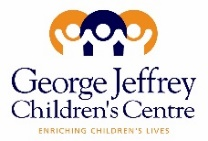 George Jeffrey
Children's Centre
ENRICHING CHILDREN'S LIVES